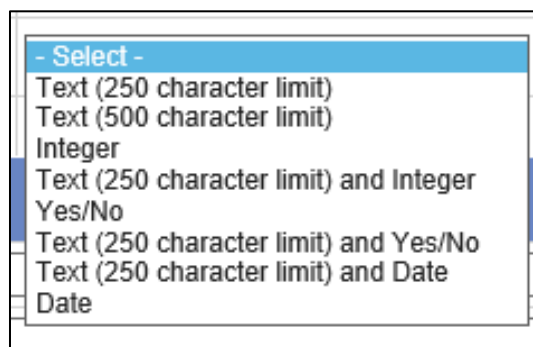 - Select -
Text (250 character limit)
Text (500 character limit)
Integer
Text (250 character limit) and Integer
Yes/No
Text (250 character limit) and Yes/No
Text (250 character limit) and Date
Date